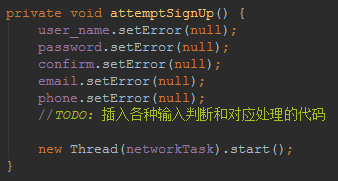 private void attemptSignUp() {
    user_name.setError(null);
    password.setError(null);
    confirm.setError(null);
    email.setError(null);
    phone.setError(null);
    //TODO: 插入各种输入判断和对应处理的代码

    new Thread(networkTask).start();
}